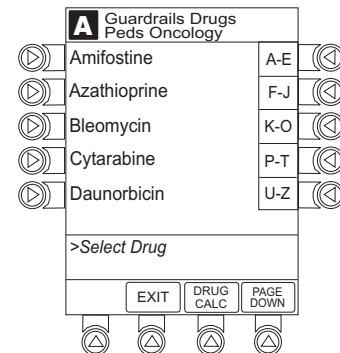 A Guardrails Drugs
Peds Oncology
Amifostine A-E
Azathioprine F-J
Bleomycin K-O
Cytarabine P-T
Daunorbicin U-Z
>Select Drug
EXIT DRUG CALC PAGE DOWN